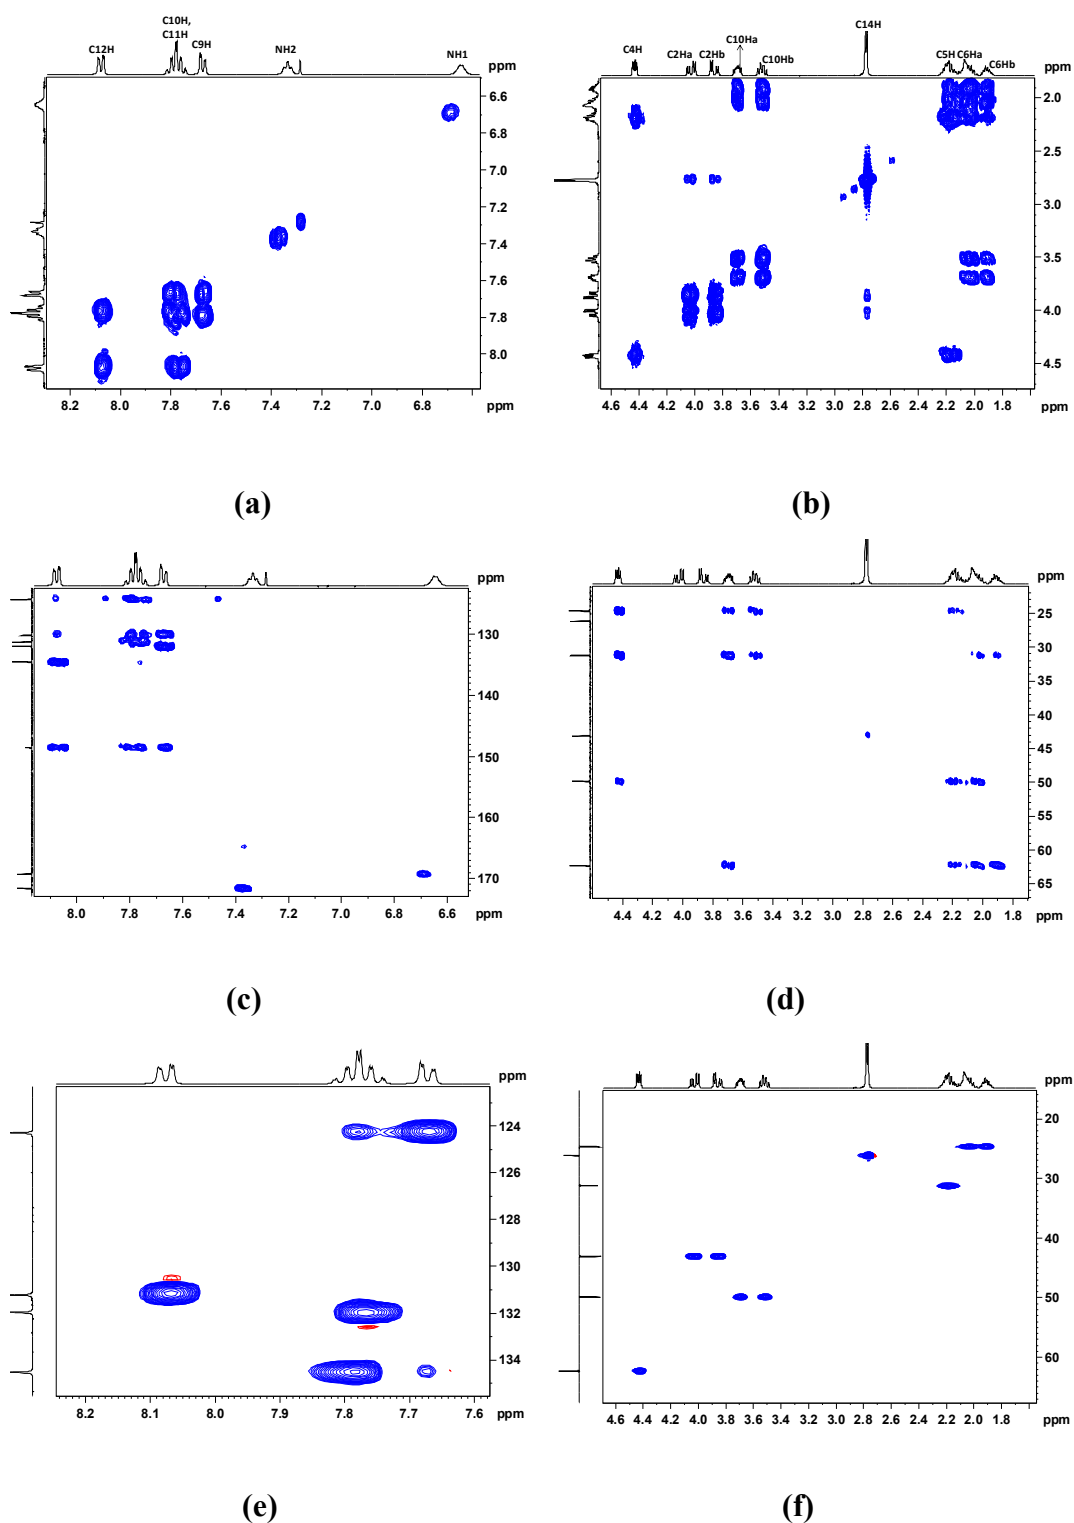 C12H C10H, C11H C9H NH2 NH1
ppm
6.6
6.8
7.0
7.2
7.4
7.6
7.8
8.0
8.2 8.0 7.8 7.6 7.4 7.2 7.0 6.8 ppm
(a)
C4H C2Ha C2Hb C10Ha C10Hb C14H C5H C6Ha C6Hb
ppm
2.0
2.5
3.0
3.5
4.0
4.5
4.6 4.4 4.2 4.0 3.8 3.6 3.4 3.2 3.0 2.8 2.6 2.4 2.2 2.0 1.8 ppm
(b)
ppm
130
140
150
160
170
8.0 7.8 7.6 7.4 7.2 7.0 6.8 6.6 ppm
(c)
ppm
25
30
35
40
45
50
55
60
65
4.4 4.2 4.0 3.8 3.6 3.4 3.2 3.0 2.8 2.6 2.4 2.2 2.0 1.8 ppm
(d)
ppm
124
126
128
130
132
134
8.2 8.1 8.0 7.9 7.8 7.7 7.6 ppm
(e)
ppm
20
30
40
50
60
4.6 4.4 4.2 4.0 3.8 3.6 3.4 3.2 3.0 2.8 2.6 2.4 2.2 2.0 1.8 ppm
(f)